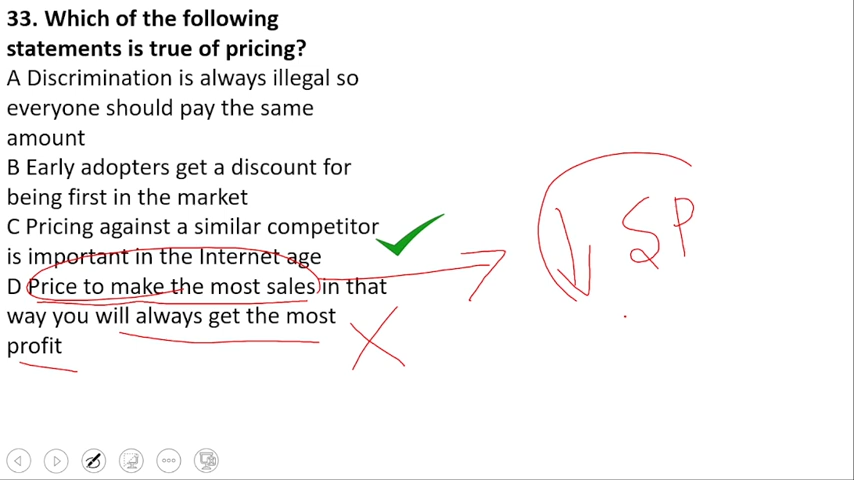 33. Which of the following
statements is true of pricing?
A Discrimination is always illegal so
everyone should pay the same
amount
B Early adopters get a discount for
being first in the market
C Pricing against a similar competitor
is important in the Internet age
D Price to make the most sales in that
way you will always get the most
profit
SP